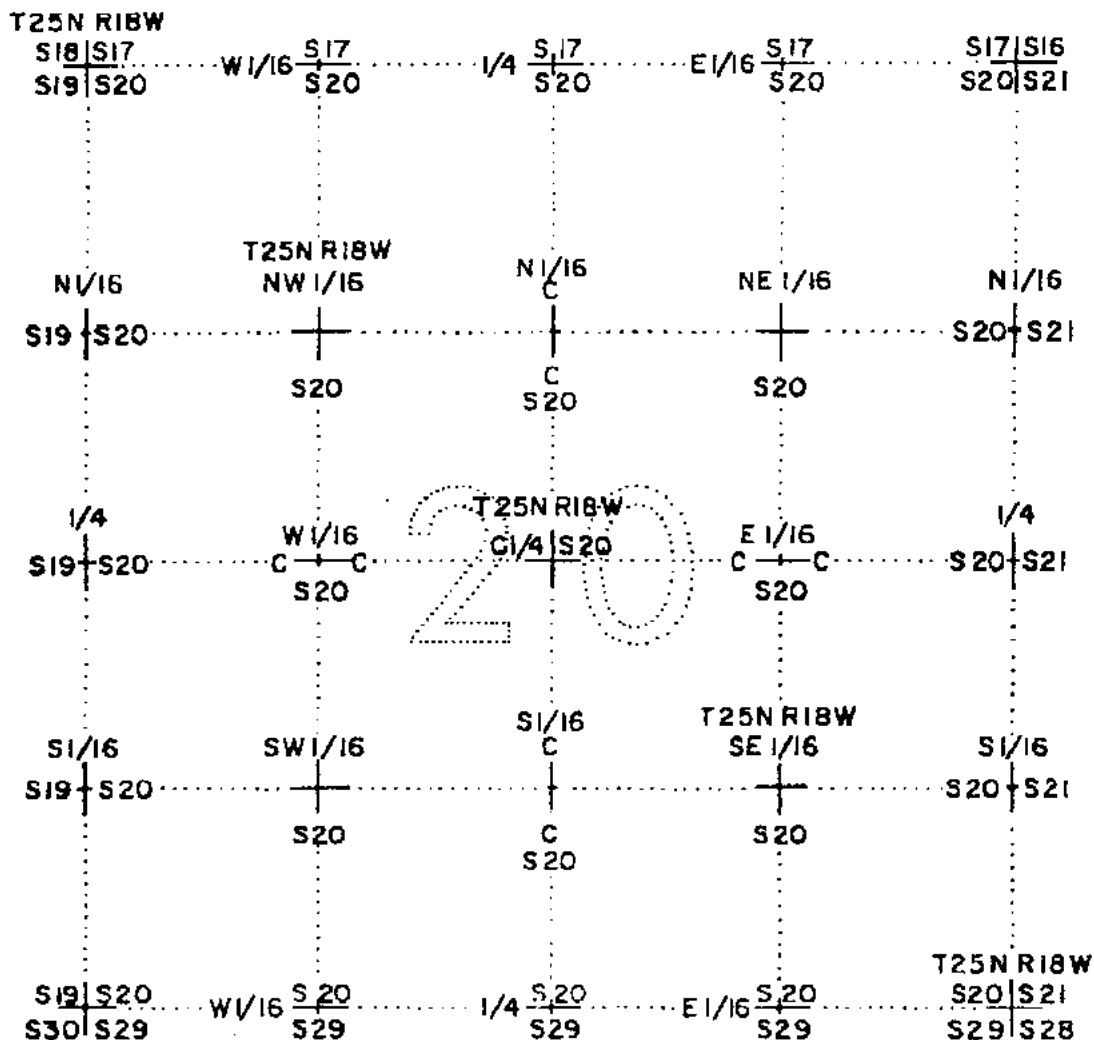 T25N R18W
S18 S17 S17 S17 S17 S17 S16
W1/16 1/4 E1/16
S19 S20 S20 S20 S20 S20 S21
T25N R18W
N1/16 NW 1/16 N1/16 NE 1/16 N1/16
C
S19 S20 S20 S21
C
S20 S20 S20
T25N R18W
1/4 W1/16 C1/4 S20 E 1/16 1/4
S19 S20 C C C C S20 S21
S20 S20
20
T25N R18W
S1/16 SW 1/16 S1/16 SE 1/16 S1/16
C
S19 S20 S20 S21
C
S20 S20 S20
T25N R18W
S19 S20 S20 S20 S20 S20 S21
W1/16 1/4 E1/16
S30 S29 S29 S29 S29 S29 S28